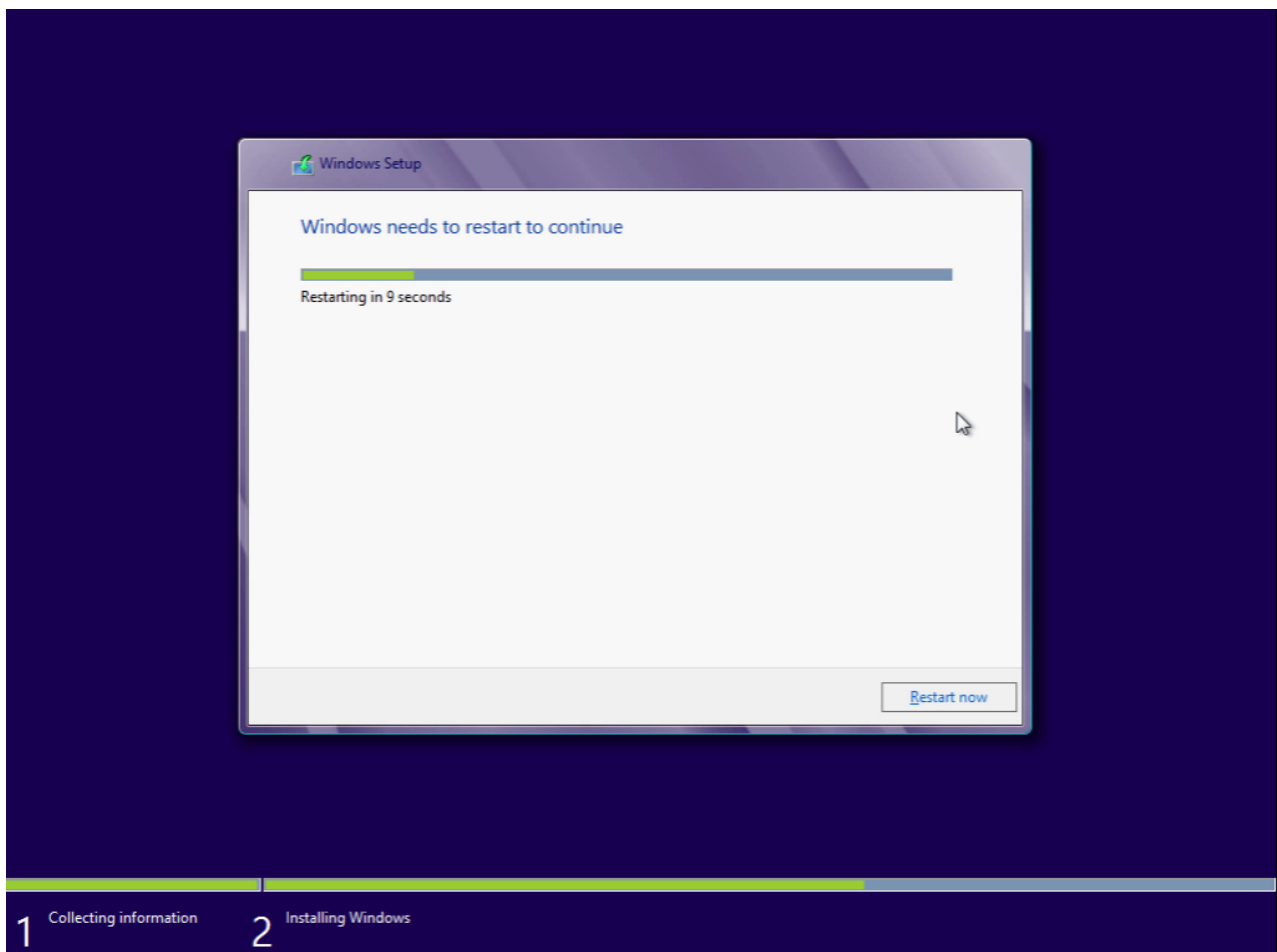 Windows Setup
Windows needs to restart to continue
Restarting in 9 seconds
Restart now
1 Collecting information 2 Installing Windows